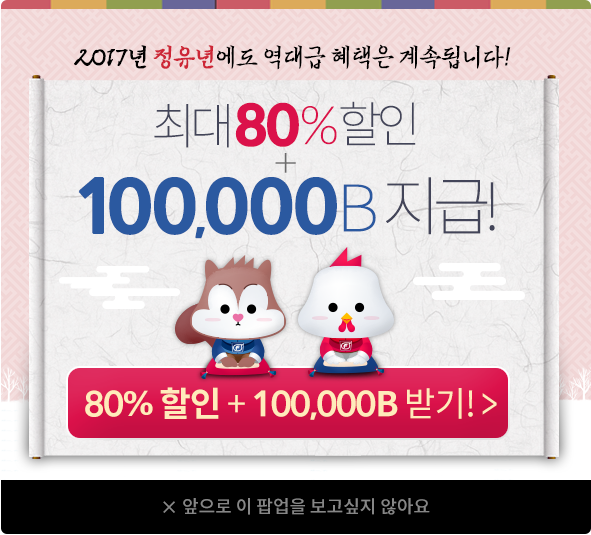 2017년 정유년에도 역대급 혜택은 계속됩니다!
최대 80% 할인
+
100,000B 지급!
80% 할인 + 100,000B 받기! >
× 앞으로 이 팝업을 보고싶지 않아요